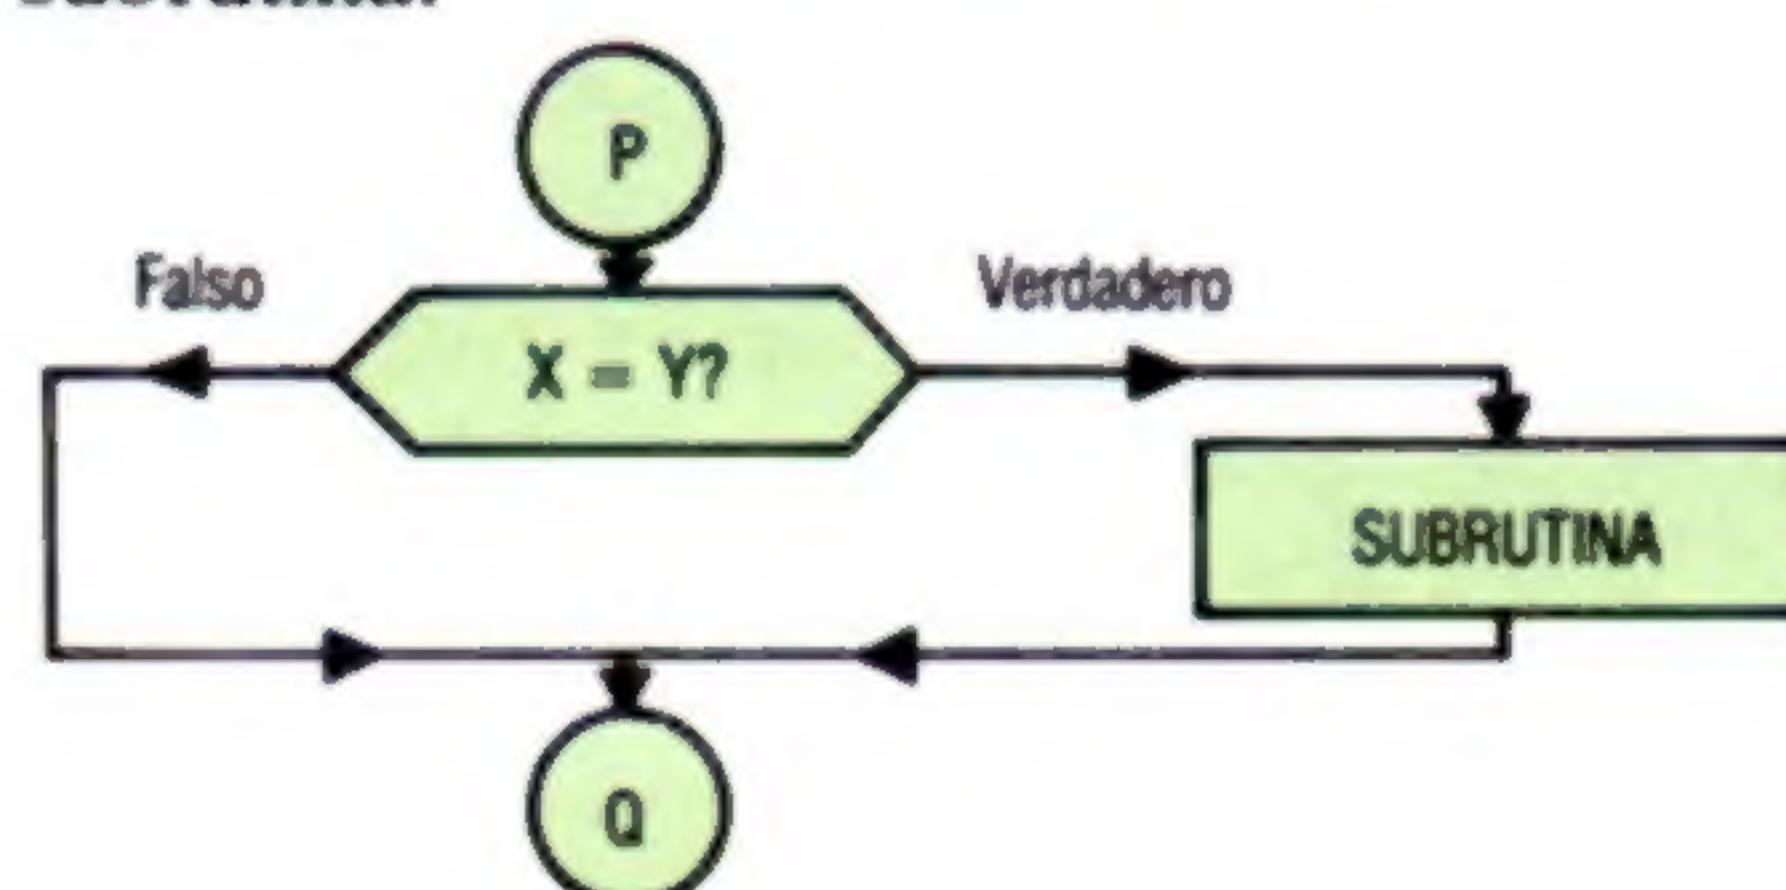 P
Falso
Verdadero
X = Y?
SUBRUTINA
Q